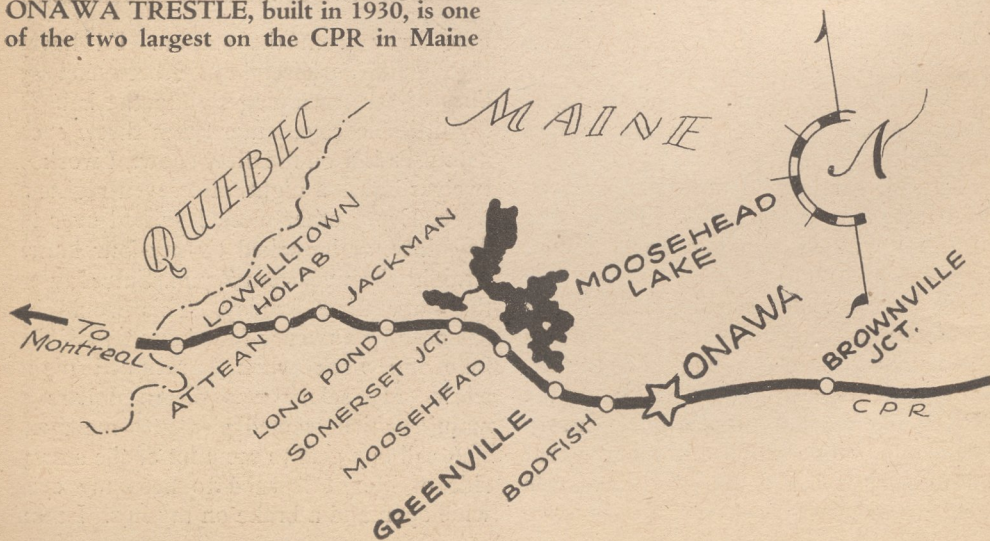 ONAWA TRESTLE, built in 1930, is one
of the two largest on the CPR in Maine
QUEBEC
MAINE
N
To
Montreal
LOWELLTOWN
HOLAB
ATTEAN
JACKMAN
LONG POND
SOMERSET JCT.
MOOSEHEAD
MOOSEHEAD
LAKE
GREENVILLE
BODFISH
ONAWA
BROWNVILLE
JCT.
CPR